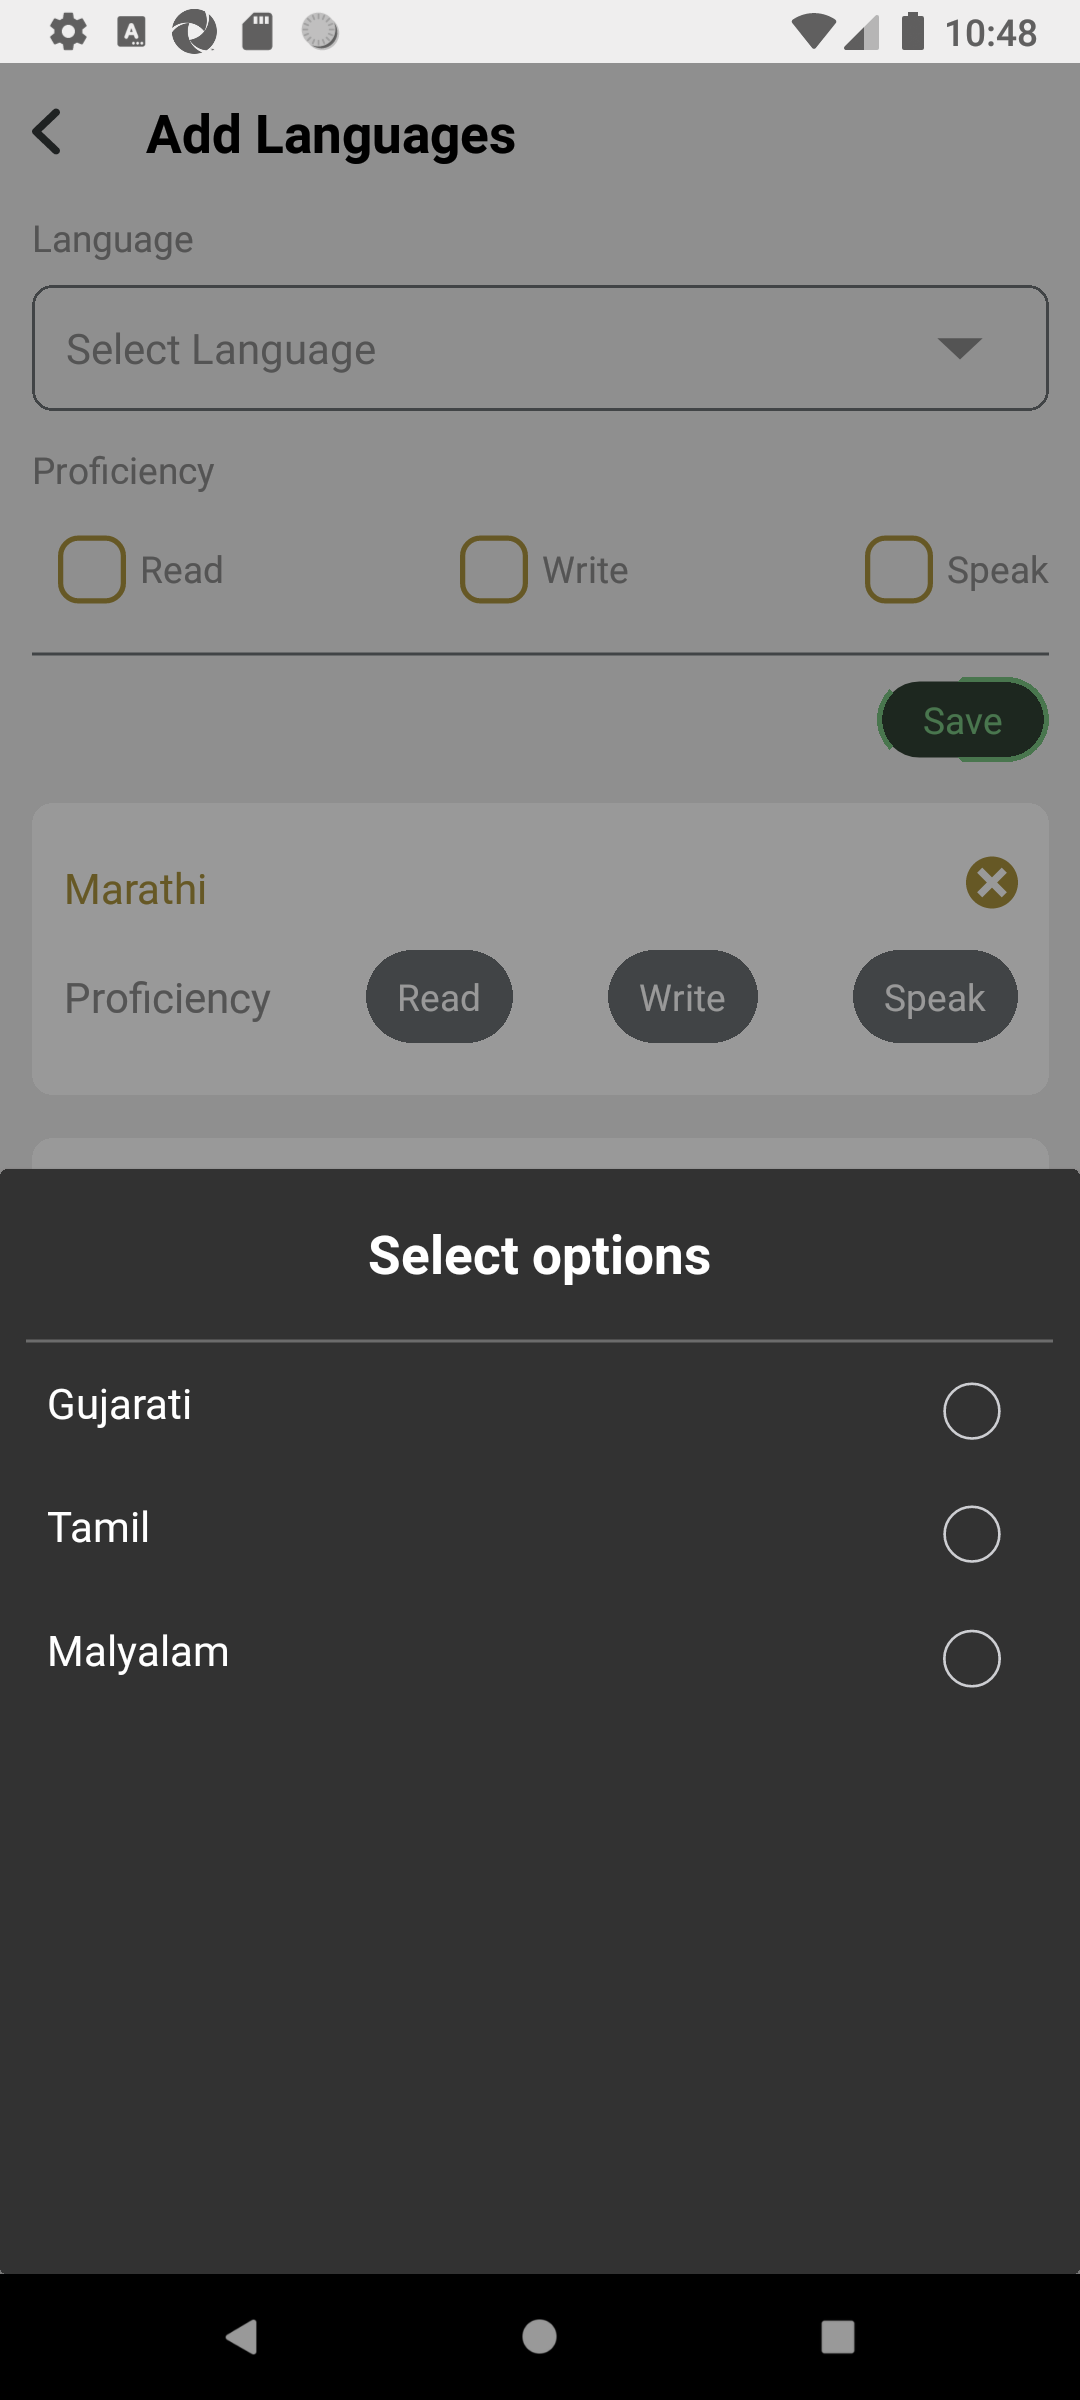 10:48
Add Languages
Language
Select Language
Proficiency
Read Write Speak
Save
Marathi
Proficiency Read Write Speak
Select options
Gujarati
Tamil
Malyalam